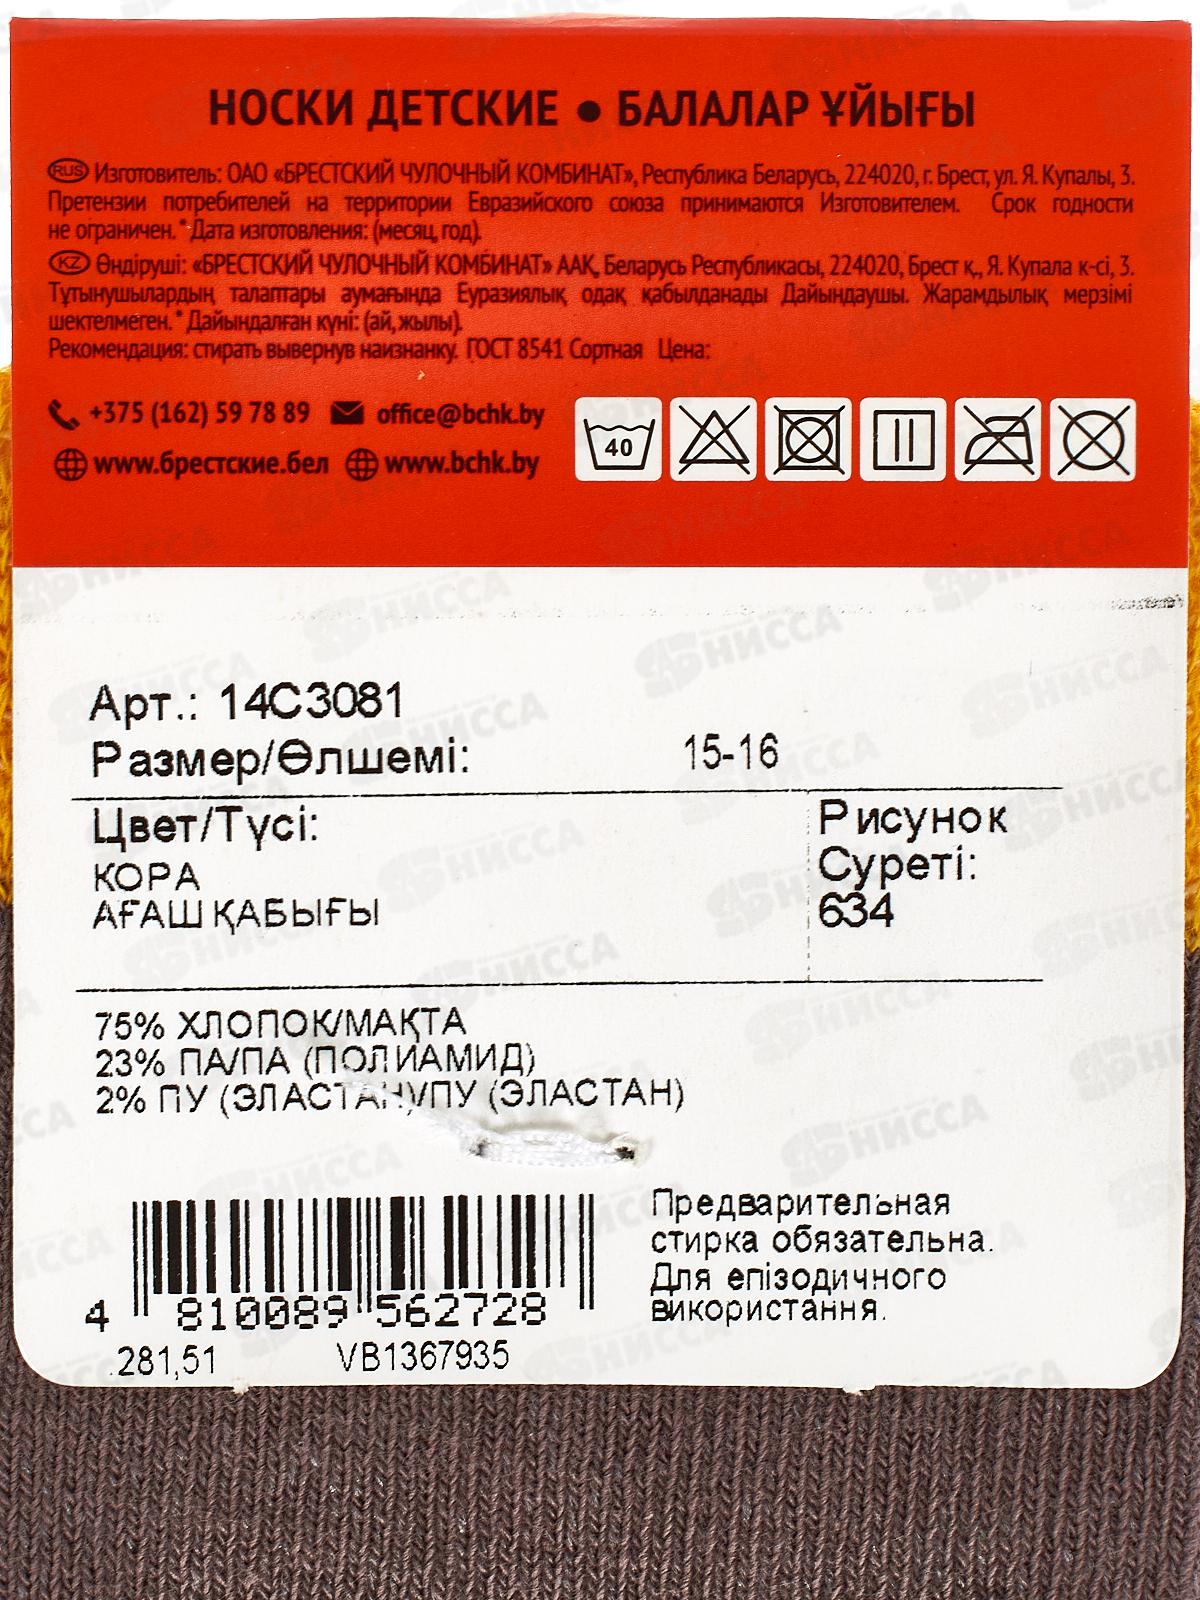 НОСКИ ДЕТСКИЕ ● БАЛАЛАР ҰЙЫҒЫ
RUS Изготовитель: ОАО «БРЕСТСКИЙ ЧУЛОЧНЫЙ КОМБИНАТ», Республика Беларусь, 224020, г. Брест, ул. Я. Купалы, 3.
Претензии потребителей на территории Евразийского союза принимаются Изготовителем. Срок годности
не ограничен. * Дата изготовления: (месяц, год).
KZ Өндіруші: «БРЕСТСКИЙ ЧУЛОЧНЫЙ КОМБИНАТ» ААҚ, Беларусь Республикасы, 224020, Брест қ., Я. Купала к-сі, 3.
Тұтынушылардың талаптары аумағында Еуразиялық одақ қабылданады Дайындаушы. Жарамдылық мерзімі
шектелмеген. * Дайындалған күні: (ай, жылы).
Рекомендация: стирать вывернув наизнанку. ГОСТ 8541 Сортная Цена:
+375 (162) 59 78 89 office@bchk.by
www.брестские.бел www.bchk.by
40
Арт.: 14С3081
Размер/Өлшемі: 15-16
Цвет/Түсі:
КОРА
АҒАШ ҚАБЫҒЫ
Рисунок
Суреті:
634
75% ХЛОПОК/МАҚТА
23% ПА/ПА (ПОЛИАМИД)
2% ПУ (ЭЛАСТАН)/ПУ (ЭЛАСТАН)
Предварительная
стирка обязательна.
Для епізодичного
використання.
4 810089 562728
281,51 VB1367935
НИССА